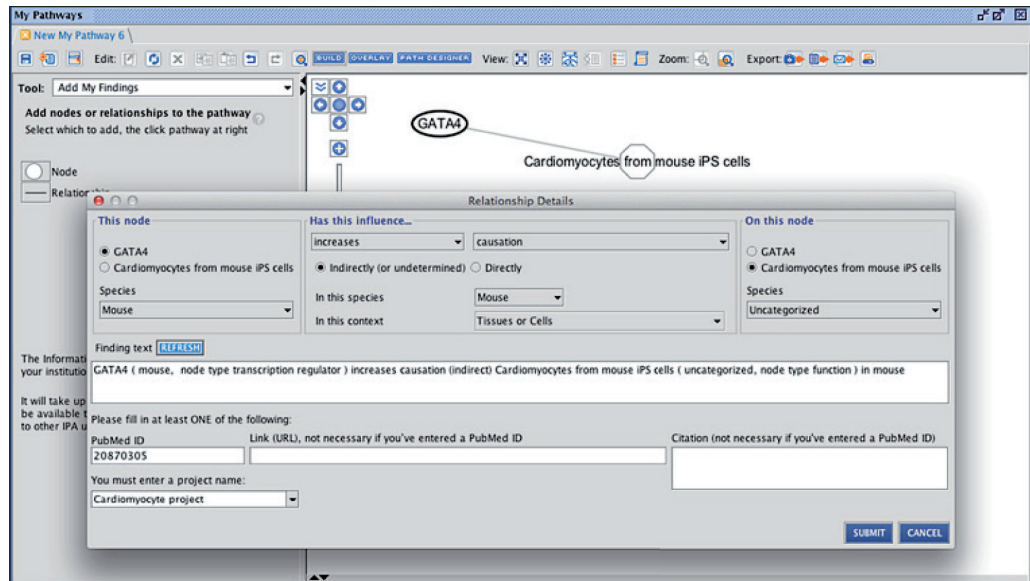 My Pathways
New My Pathway 6
Edit: BUILD OVERLAY PATH DESIGNER View: Zoom: Export:
Tool: Add My Findings
Add nodes or relationships to the pathway
Select which to add, the click pathway at right
Node
GATA4
Cardiomyocytes from mouse iPS cells
Relationship Details
This node
GATA4
Cardiomyocytes from mouse iPS cells
Species
Mouse
Has this influence...
increases causation
Indirectly (or undetermined) Directly
In this species Mouse
In this context Tissues or Cells
On this node
GATA4
Cardiomyocytes from mouse iPS cells
Species
Uncategorized
Finding text REFRESH
GATA4 ( mouse, node type transcription regulator ) increases causation (indirect) Cardiomyocytes from mouse iPS cells ( uncategorized, node type function ) in mouse
Please fill in at least ONE of the following:
PubMed ID
20870305
Link (URL), not necessary if you've entered a PubMed ID
Citation (not necessary if you've entered a PubMed ID)
You must enter a project name:
Cardiomyocyte project
SUBMIT CANCEL
The
your
It will take up
be available
to other IPA